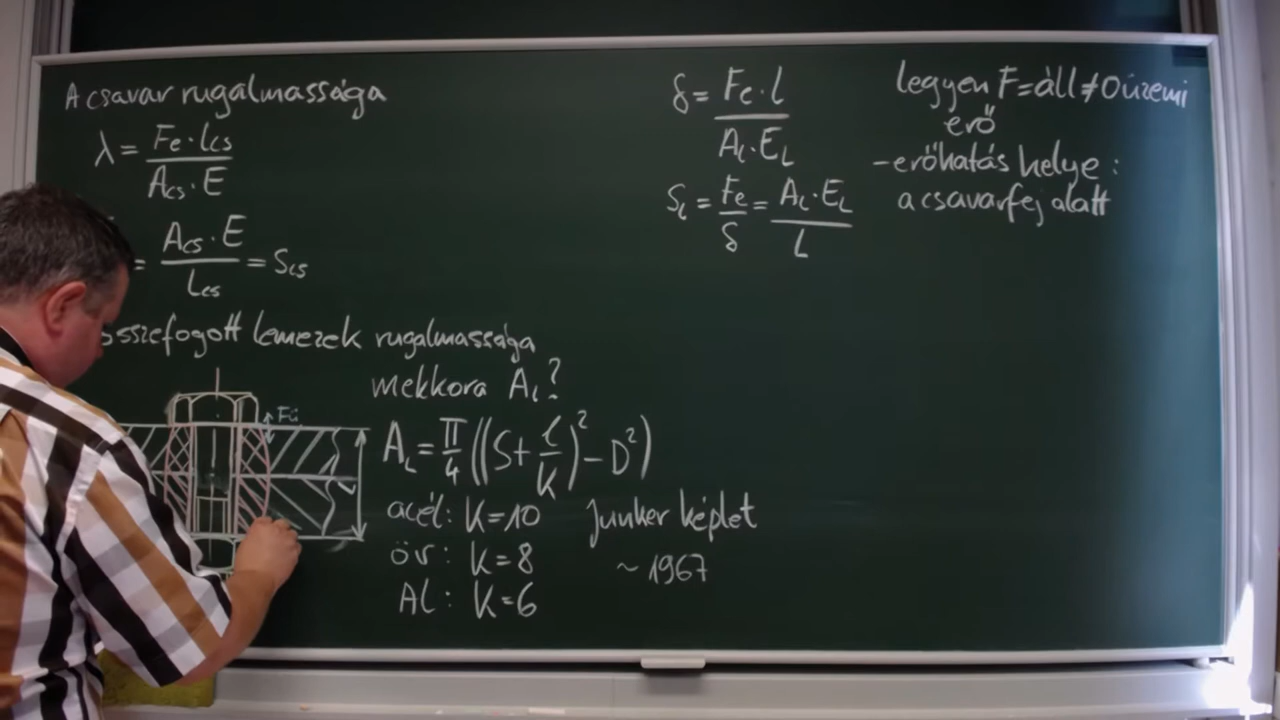 A csavar rugalmassága
λ = Fe·lcs / Acs·E
= Acs·E / Lcs = Scs
összefogott lemezek rugalmassága
mekkora AL?
Fü
L
AL = π/4 ((S + l/K)² − D²)
acél: K=10
öv: K=8
Al: K=6
Junker képlet
~1967
δ = Fe·l / AL·EL
SL = Fe/δ = AL·EL / L
legyen F=áll≠0 üzemi
erő
-erőhatás helye:
a csavarfej alatt